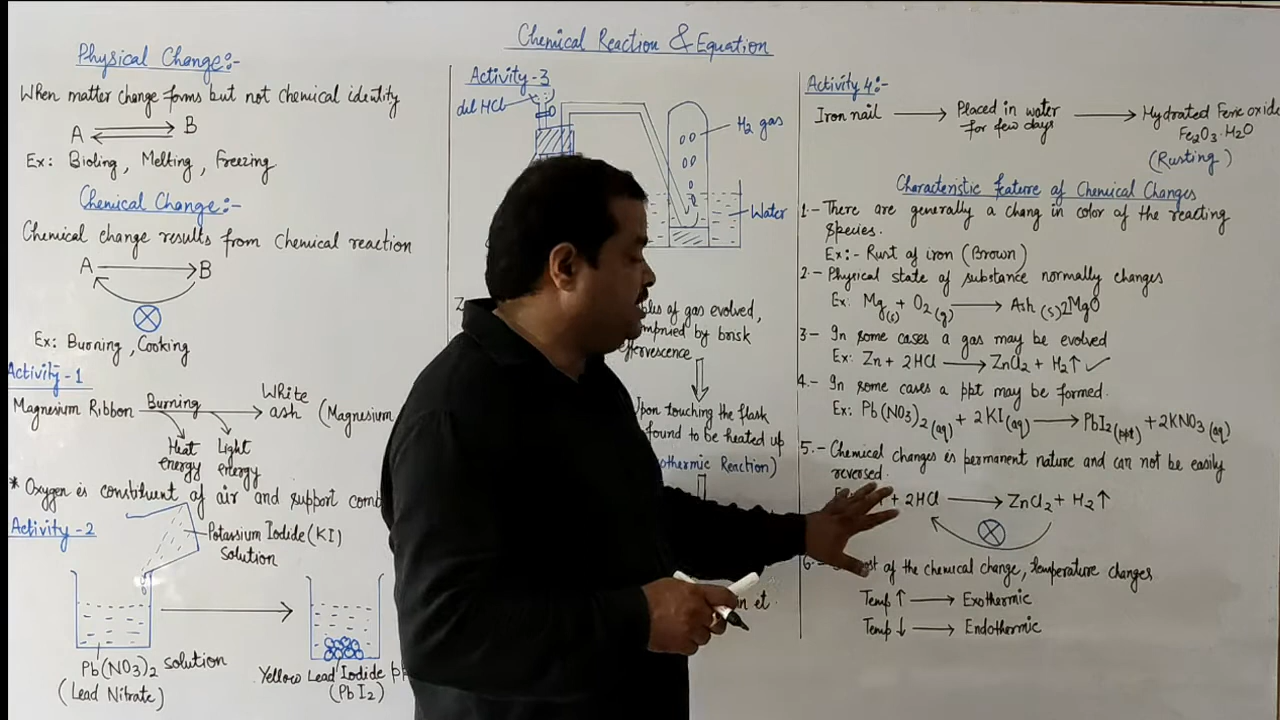 Chemical Reaction & Equation
Physical Change:-
When matter change forms but not chemical identity
A B
Ex: Bioling, Melting, Freezing
Chemical Change:-
Chemical change results from chemical reaction
A B
Ex: Burning, Cooking
Activity-1
Magnesium Ribbon Burning → White
ash (Magnesium
Heat
energy
Light
energy
* Oxygen is constituent of air and support
Activity-2
Potassium Iodide (KI)
solution
Pb(NO3)2 solution
(Lead Nitrate)
Yellow Lead Iodide
(PbI2)
Activity-3
dil HCl
H2 gas
Water
of gas evolved,
by brisk
effervescence
Upon touching the flask
found to be heated up
Reaction)
Activity 4:-
Iron nail → Placed in water
for few days → Hydrated Ferric oxide
Fe2O3.H2O
(Rusting)
Characteristic feature of Chemical Changes
1.- There are generally a chang in color of the reacting
species.
Ex:- Rust of iron (Brown)
2.- Physical state of substance normally changes
Ex: Mg(s) + O2(g) → Ash(s) 2MgO
3- In some cases a gas may be evolved
Ex: Zn + 2HCl → ZnCl2 + H2↑ ✓
4.- In some cases a ppt may be formed.
Ex: Pb(NO3)2(aq) + 2KI(aq) → PbI2(ppt) + 2KNO3(aq)
5.- Chemical changes is permanent nature and can not be easily
reversed.
+ 2HCl → ZnCl2 + H2↑
6.- of the chemical change, temperature changes
Temp ↑ → Exothermic
Temp ↓ → Endothermic